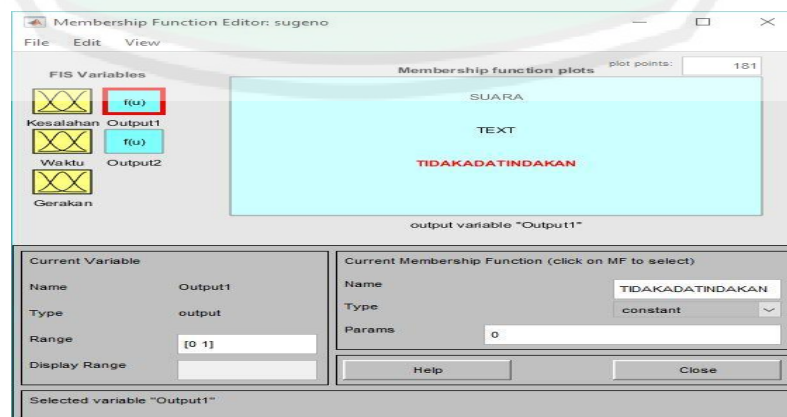 Membership Function Editor: sugeno
File Edit View
FIS Variables
f(u)
Kesalahan Output1
f(u)
Waktu Output2
Gerakan
Membership function plots
plot points:
181
SUARA
TEXT
TIDAKADATINDAKAN
output variable "Output1"
Current Variable
Name Output1
Type output
Range [0 1]
Display Range
Current Membership Function (click on MF to select)
Name TIDAKADATINDAKAN
Type constant
Params 0
Help Close
Selected variable "Output1"